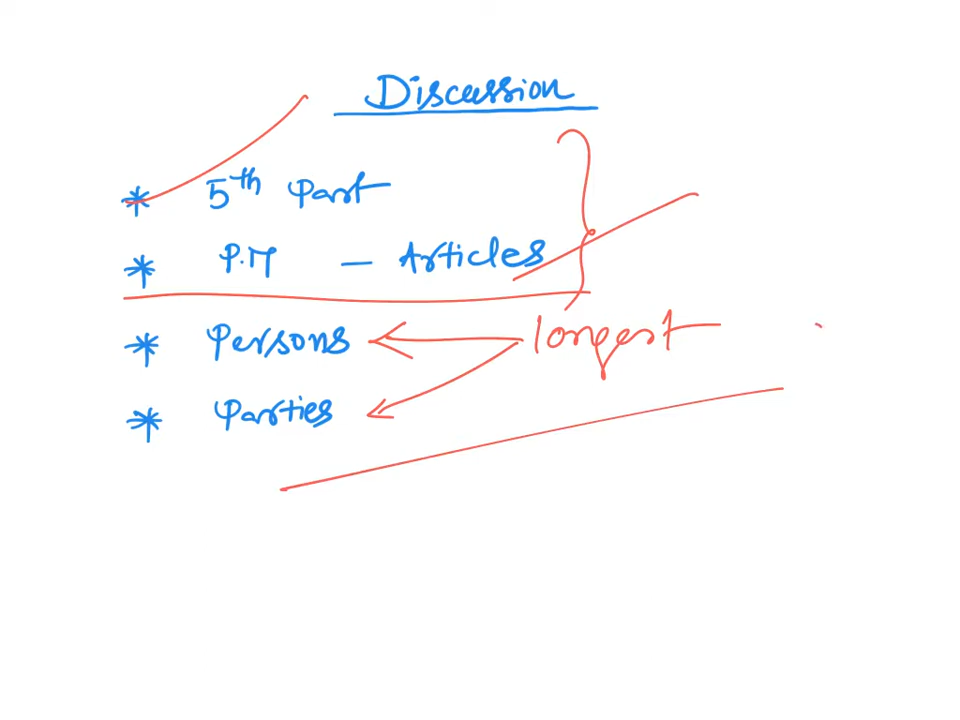 Discussion
* 5th Part
* P.M - Articles
* Persons longest
* Parties